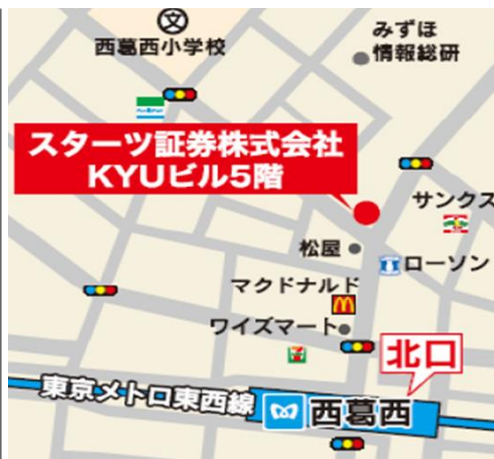 文
西葛西小学校
みずほ
情報総研
スターツ証券株式会社
KYUビル5階
サンクス
松屋
ローソン
マクドナルド
ワイズマート
北口
東京メトロ東西線
西葛西